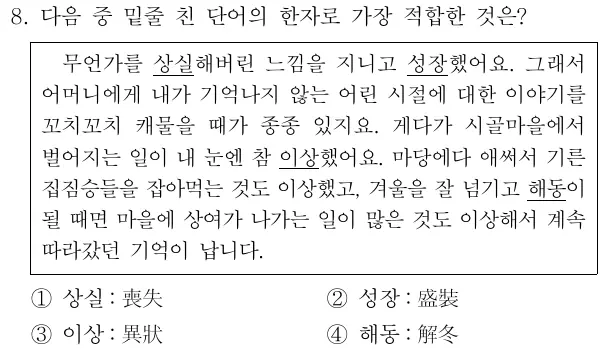 8. 다음 중 밑줄 친 단어의 한자로 가장 적합한 것은?
무언가를 상실해버린 느낌을 지니고 성장했어요. 그래서
어머니에게 내가 기억나지 않는 어린 시절에 대한 이야기를
꼬치꼬치 캐물을 때가 종종 있지요. 게다가 시골마을에서
벌어지는 일이 내 눈엔 참 이상했어요. 마당에다 애써서 기른
집짐승들을 잡아먹는 것도 이상했고, 겨울을 잘 넘기고 해동이
될 때면 마을에 상여가 나가는 일이 많은 것도 이상해서 계속
따라갔던 기억이 납니다.
① 상실 : 喪失 ② 성장 : 盛裝
③ 이상 : 異狀 ④ 해동 : 解冬